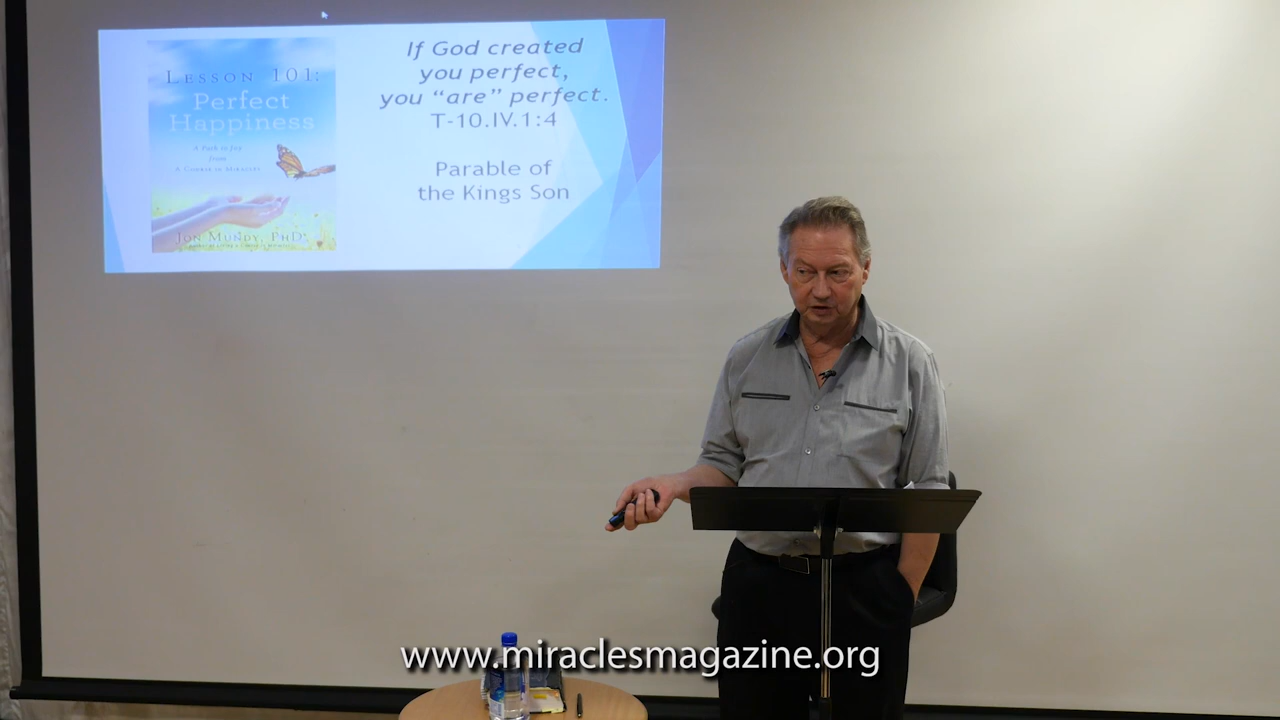 LESSON 101:
Perfect
Happiness
A Path to Joy
from
A COURSE IN MIRACLES
JON MUNDY, PHD
If God created
you perfect,
you “are” perfect.
T-10.IV.1:4
Parable of
the Kings Son
www.miraclesmagazine.org